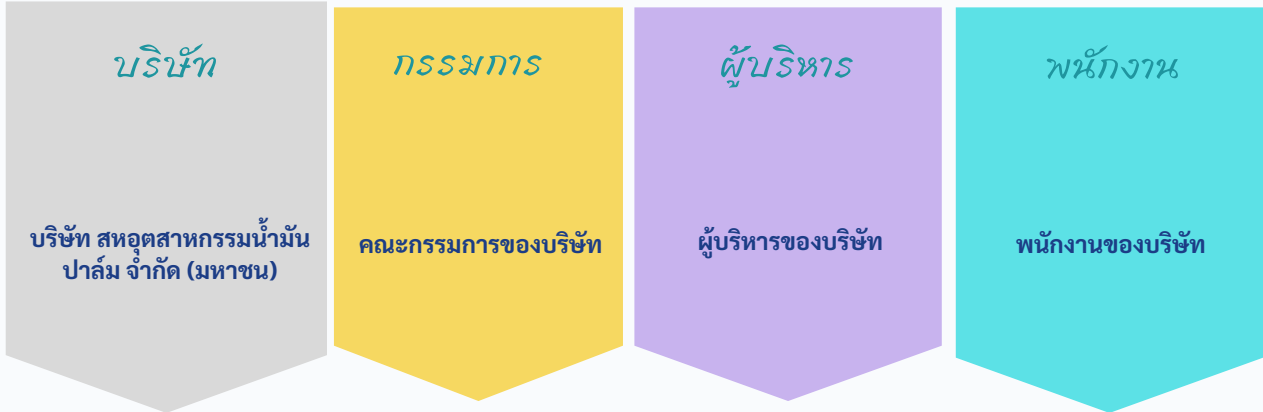 บริษัท
บริษัท สหอุตสาหกรรมน้ำมัน
ปาล์ม จำกัด (มหาชน)
กรรมการ
คณะกรรมการของบริษัท
ผู้บริหาร
ผู้บริหารของบริษัท
พนักงาน
พนักงานของบริษัท